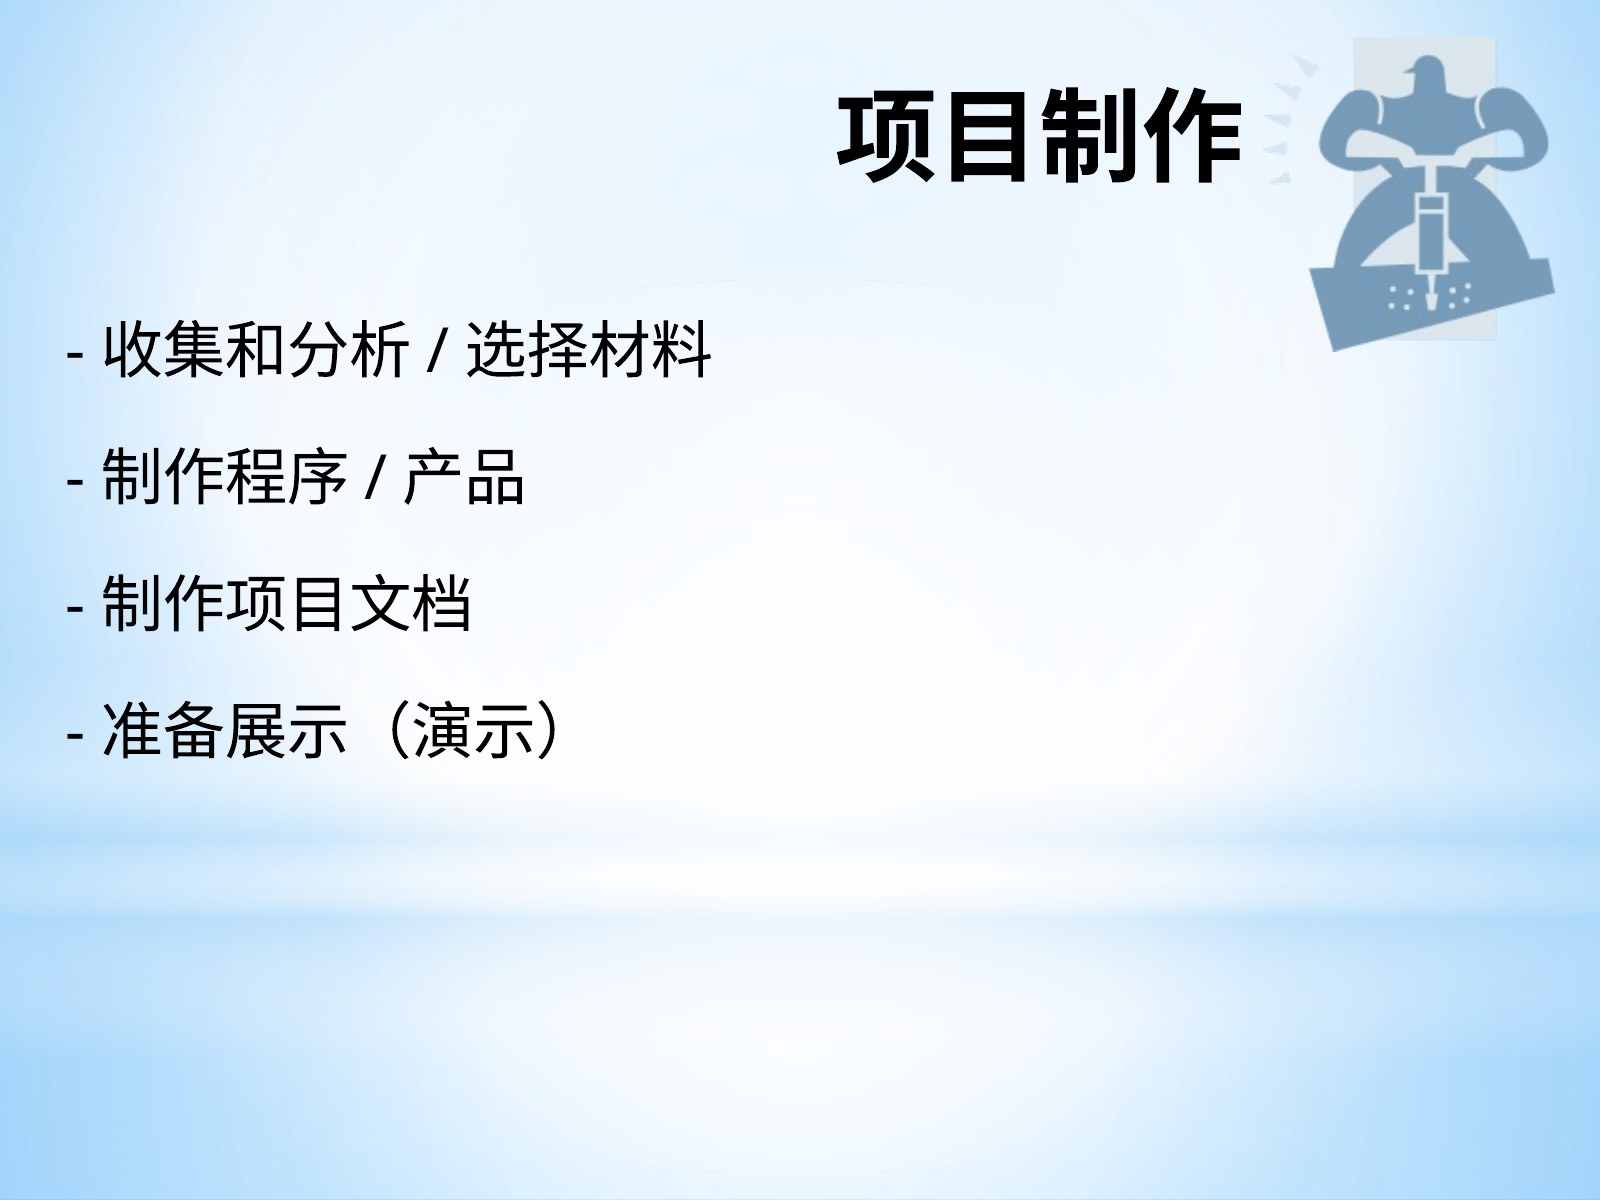 项目制作
- 收集和分析 / 选择材料
- 制作程序 / 产品
- 制作项目文档
- 准备展示（演示）